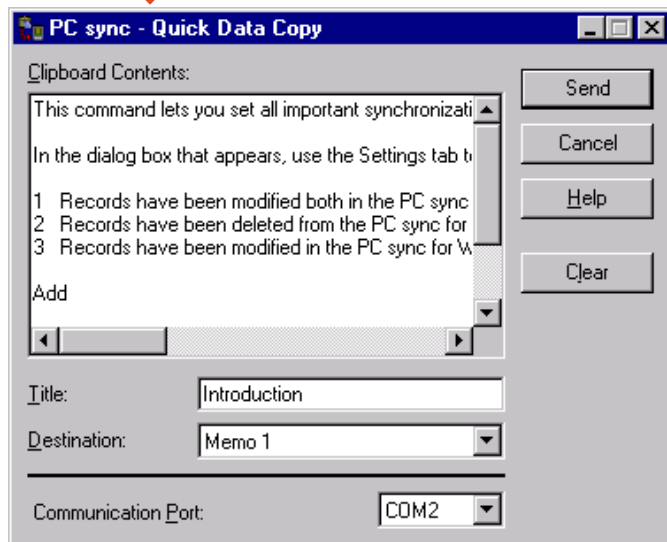 PC sync - Quick Data Copy
Clipboard Contents:
This command lets you set all important synchronizati
In the dialog box that appears, use the Settings tab t
1 Records have been modified both in the PC sync
2 Records have been deleted from the PC sync for
3 Records have been modified in the PC sync for W
Add
Send
Cancel
Help
Clear
Title: Introduction
Destination: Memo 1
Communication Port: COM2